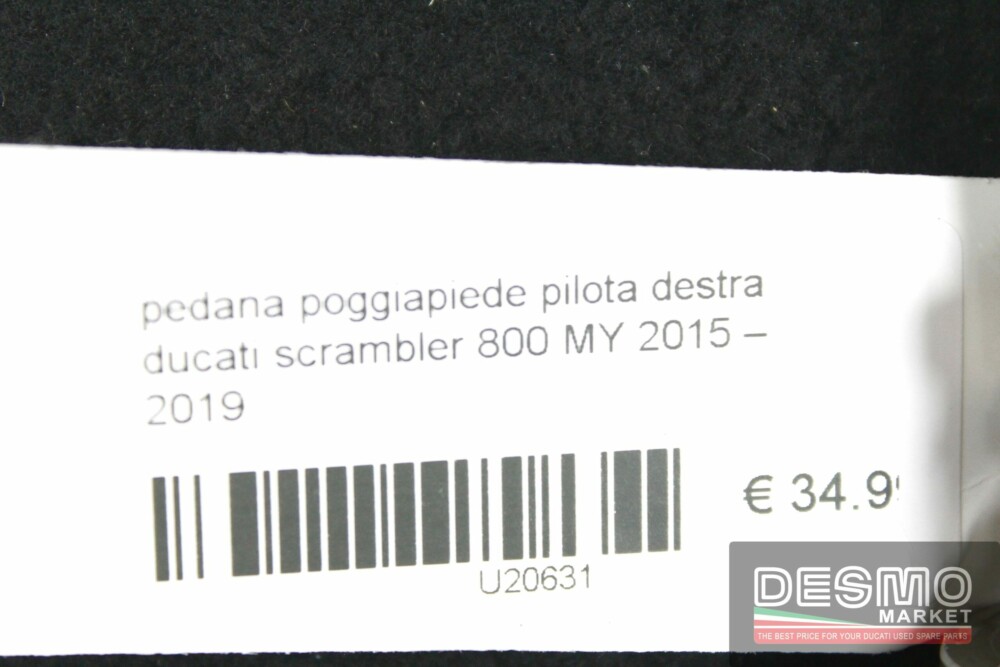 pedana poggiapiede pilota destra
ducati scrambler 800 MY 2015 –
2019
€ 34.9
U20631
DESMO
MARKET
THE BEST PRICE FOR YOUR DUCATI USED SPARE PARTS